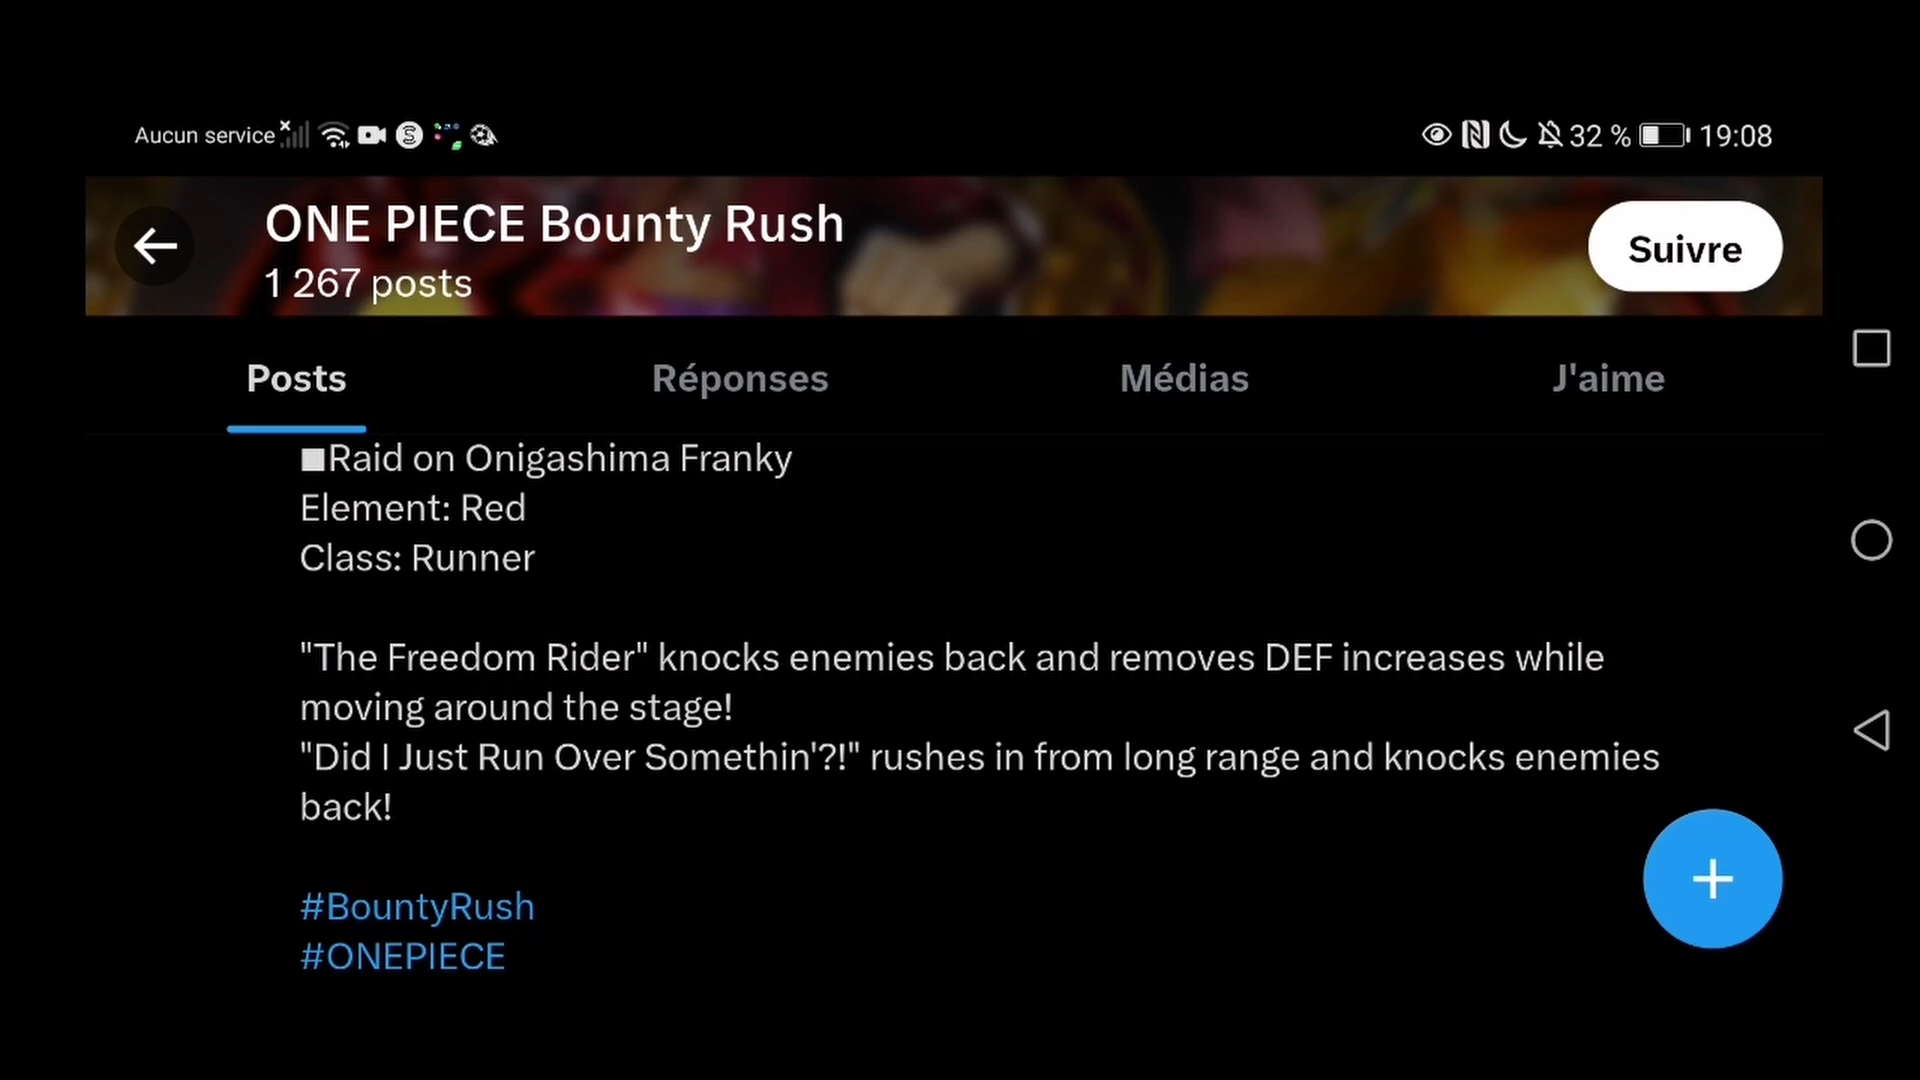 Aucun service
32 %
19:08
ONE PIECE Bounty Rush
1 267 posts
Suivre
Posts
Réponses
Médias
J'aime
■Raid on Onigashima Franky
Element: Red
Class: Runner
"The Freedom Rider" knocks enemies back and removes DEF increases while
moving around the stage!
"Did I Just Run Over Somethin'?!" rushes in from long range and knocks enemies
back!
#BountyRush
#ONEPIECE